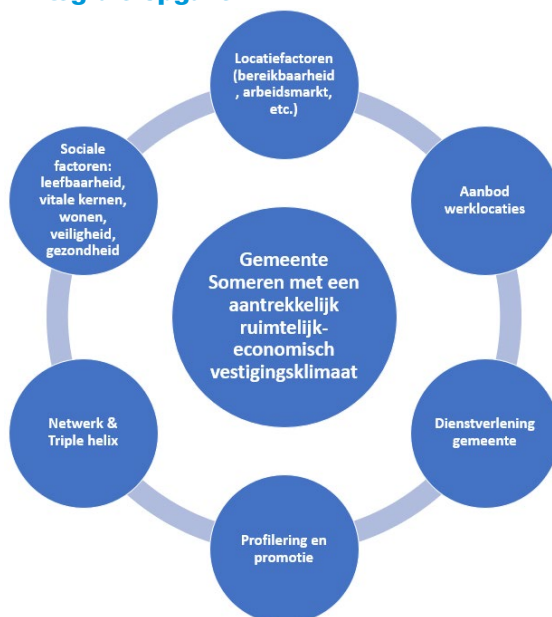 Locatiefactoren
(bereikbaarheid
, arbeidsmarkt,
etc.)
Aanbod
werklocaties
Dienstverlening
gemeente
Profilering en
promotie
Netwerk &
Triple helix
Sociale
factoren:
leefbaarheid,
vitale kernen,
wonen,
veiligheid,
gezondheid
Gemeente
Someren met een
aantrekkelijk
ruimtelijk-
economisch
vestigingsklimaat